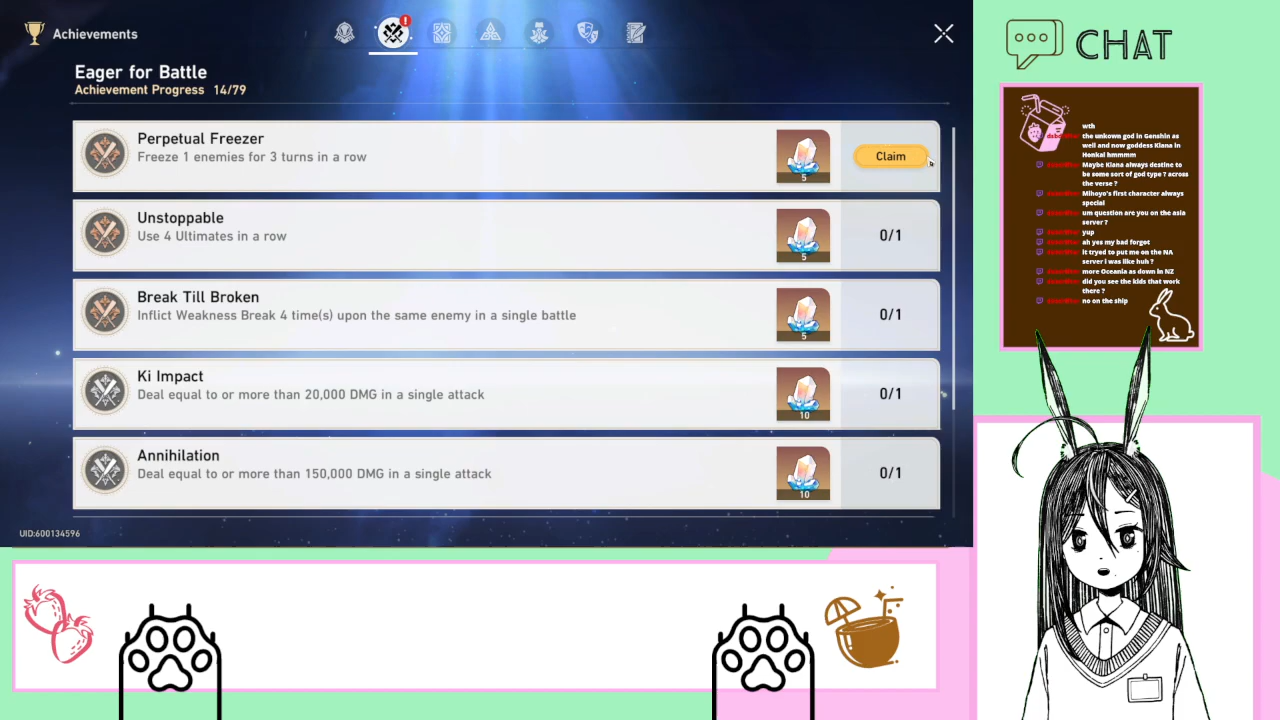 Achievements
Eager for Battle
Achievement Progress 14/79
Perpetual Freezer
Freeze 1 enemies for 3 turns in a row
5
Claim
Unstoppable
Use 4 Ultimates in a row
5
0/1
Break Till Broken
Inflict Weakness Break 4 time(s) upon the same enemy in a single battle
5
0/1
Ki Impact
Deal equal to or more than 20,000 DMG in a single attack
10
0/1
Annihilation
Deal equal to or more than 150,000 DMG in a single attack
10
0/1
UID:600134596
CHAT
wth
the unkown god in Genshin as
well and now goddess Kiana in
Honkai hmmmm
Maybe Kiana always destine to
be some sort of god type ? across
the verse ?
Mihoyo's first character always
special
um question are you on the asia
server ?
yup
ah yes my bad forgot
it tryed to put me on the NA
server i was like huh ?
more Oceania as down in NZ
did you see the kids that work
there ?
no on the ship